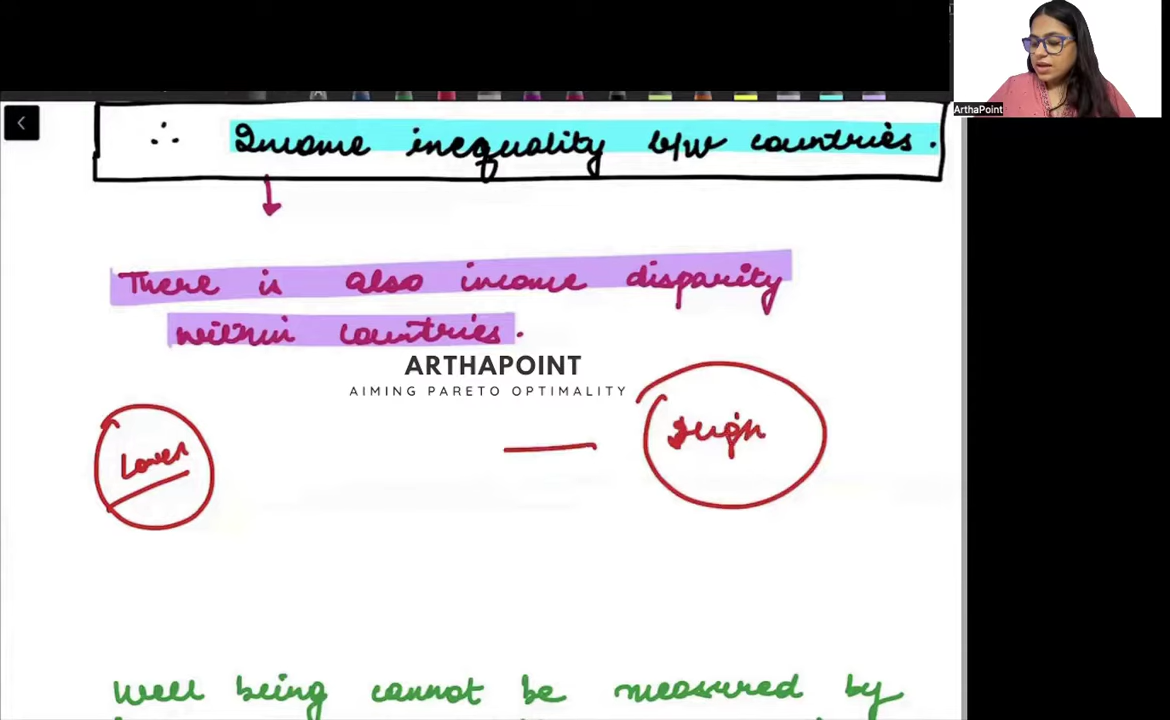 ∴ Income inequality b/w countries.
There is also income disparity
within countries.
ARTHAPOINT
AIMING PARETO OPTIMALITY
Lower
High
Well being cannot be measured by
ArthaPoint